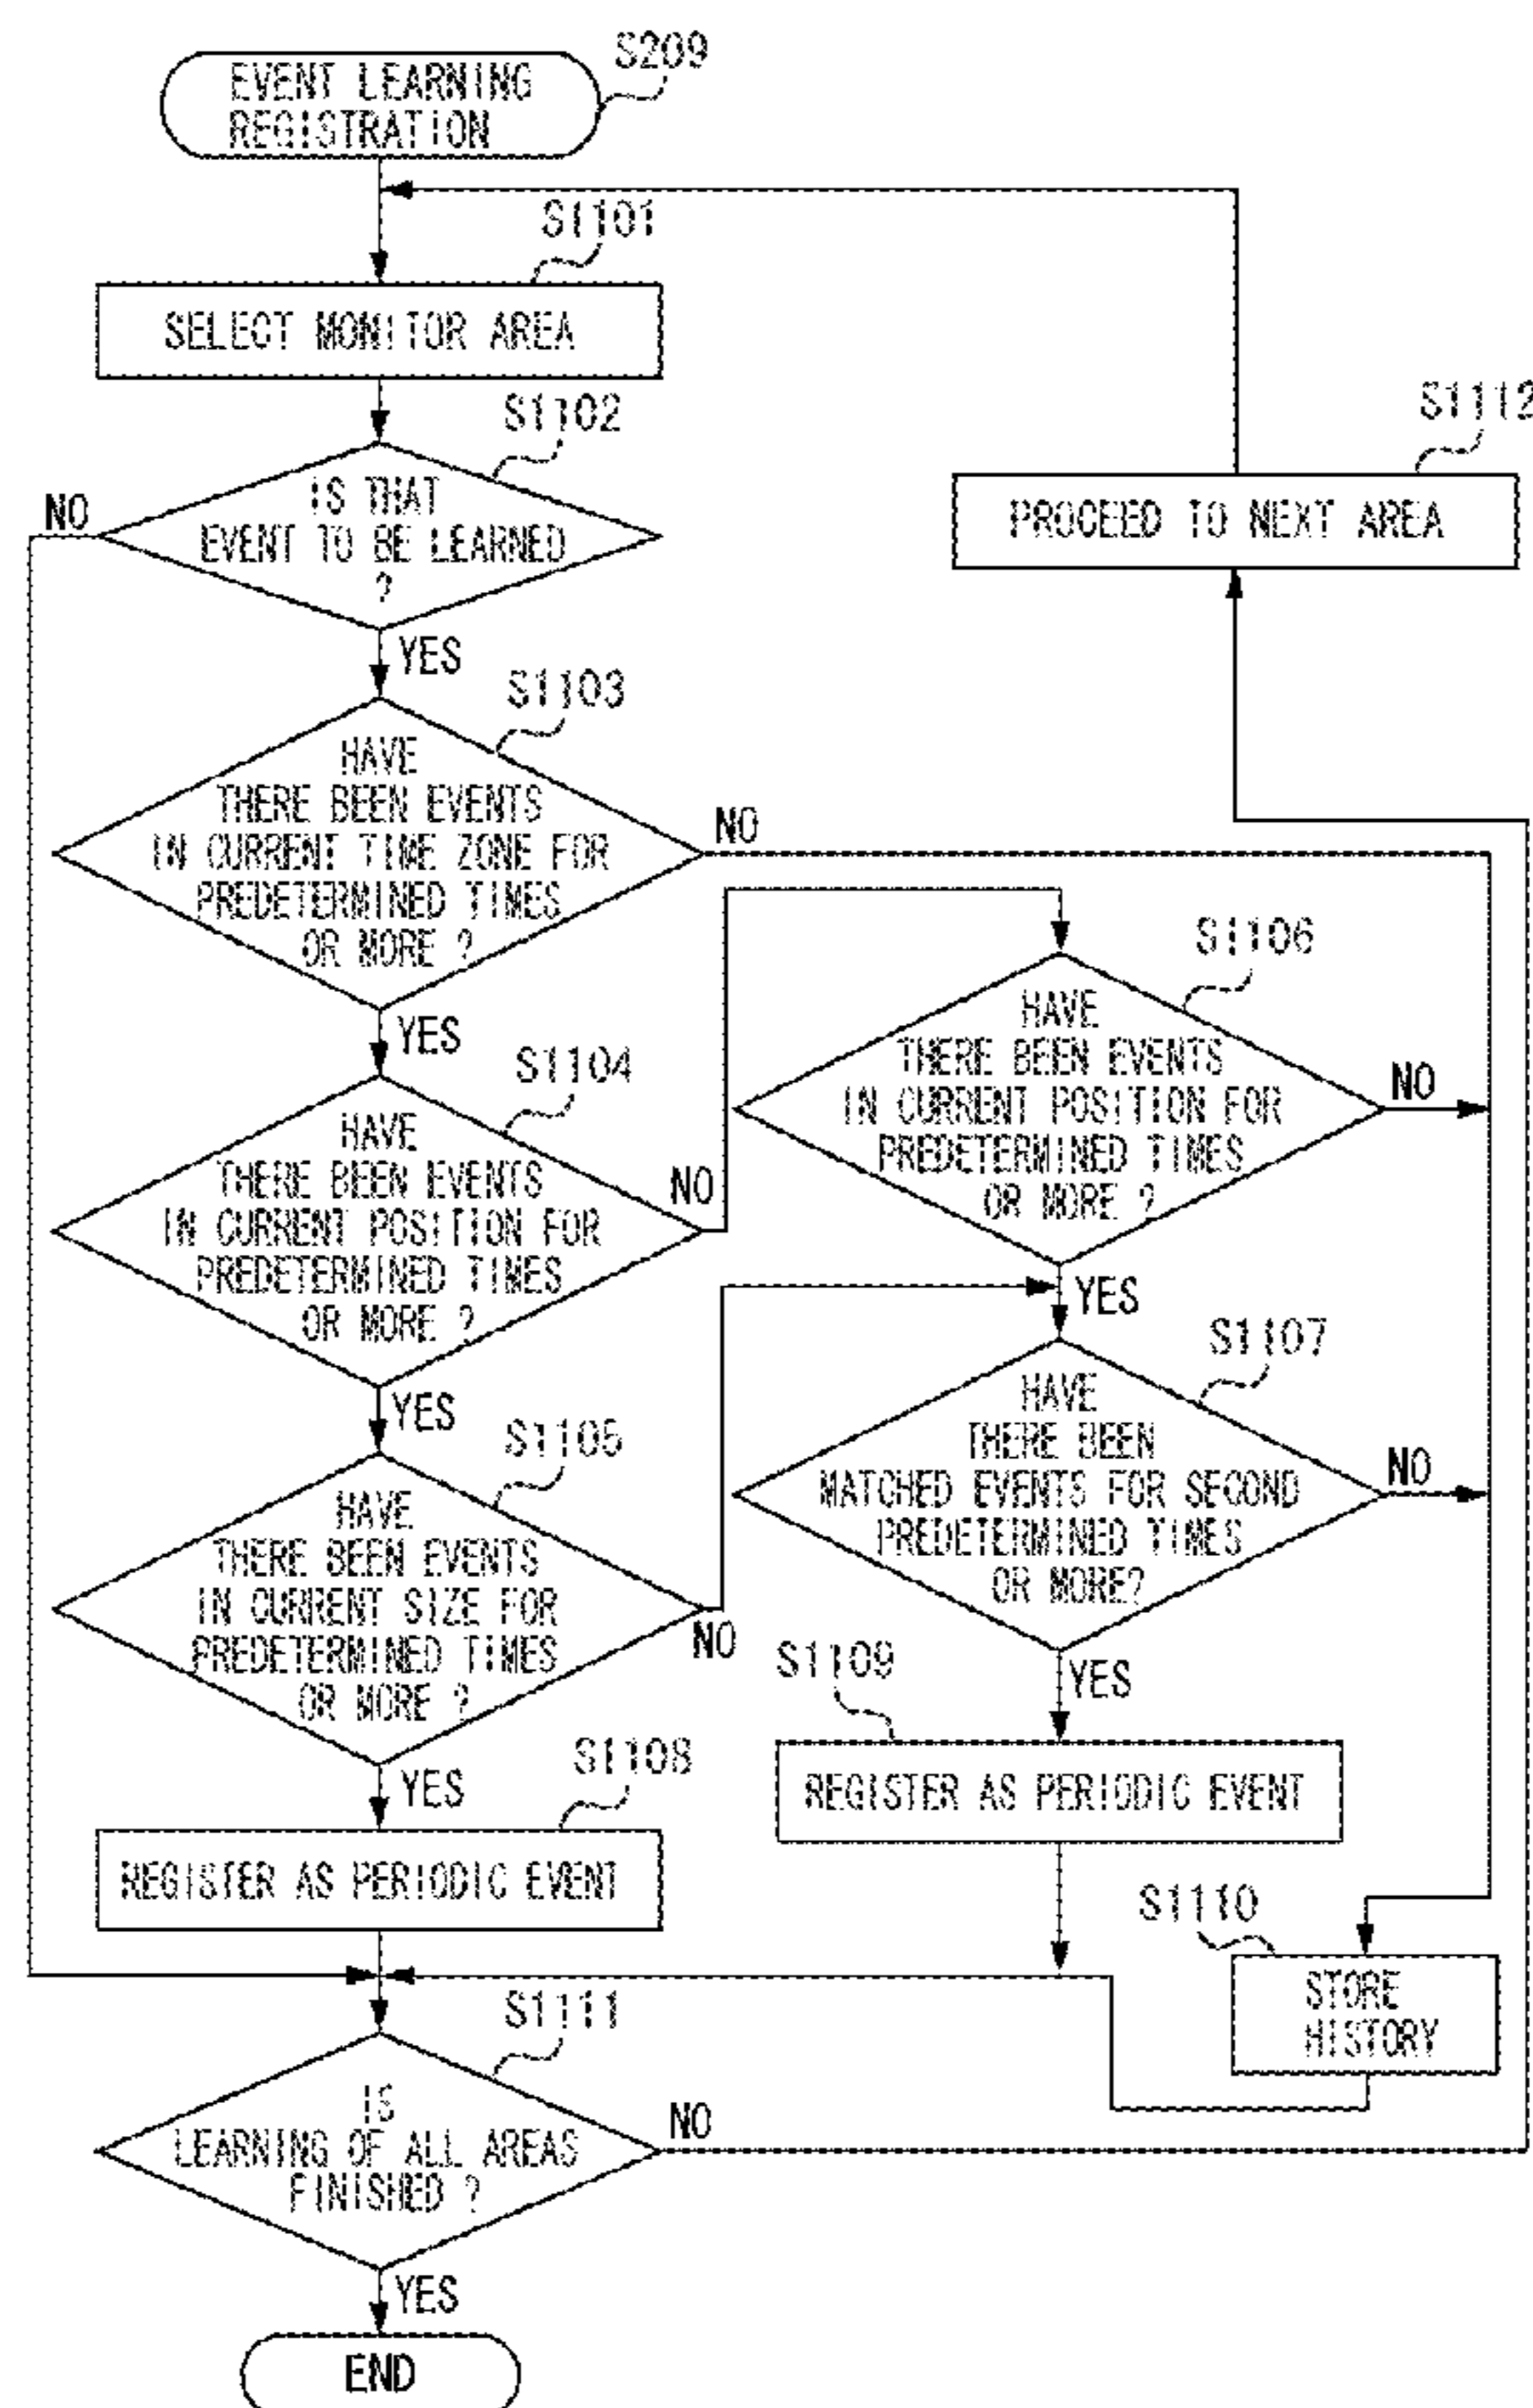 EVENT LEARNING
REGISTRATION
S209
S1101
SELECT MONITOR AREA
S1102
IS THAT
EVENT TO BE LEARNED
?
NO
YES
S1112
PROCEED TO NEXT AREA
S1103
HAVE
THERE BEEN EVENTS
IN CURRENT TIME ZONE FOR
PREDETERMINED TIMES
OR MORE ?
NO
YES
S1104
HAVE
THERE BEEN EVENTS
IN CURRENT POSITION FOR
PREDETERMINED TIMES
OR MORE ?
NO
YES
S1106
HAVE
THERE BEEN EVENTS
IN CURRENT POSITION FOR
PREDETERMINED TIMES
OR MORE ?
NO
YES
S1105
HAVE
THERE BEEN EVENTS
IN CURRENT SIZE FOR
PREDETERMINED TIMES
OR MORE ?
NO
YES
S1107
HAVE
THERE BEEN
MATCHED EVENTS FOR SECOND
PREDETERMINED TIMES
OR MORE?
NO
YES
S1108
REGISTER AS PERIODIC EVENT
S1109
REGISTER AS PERIODIC EVENT
S1110
STORE
HISTORY
S1111
IS
LEARNING OF ALL AREAS
FINISHED ?
NO
YES
END